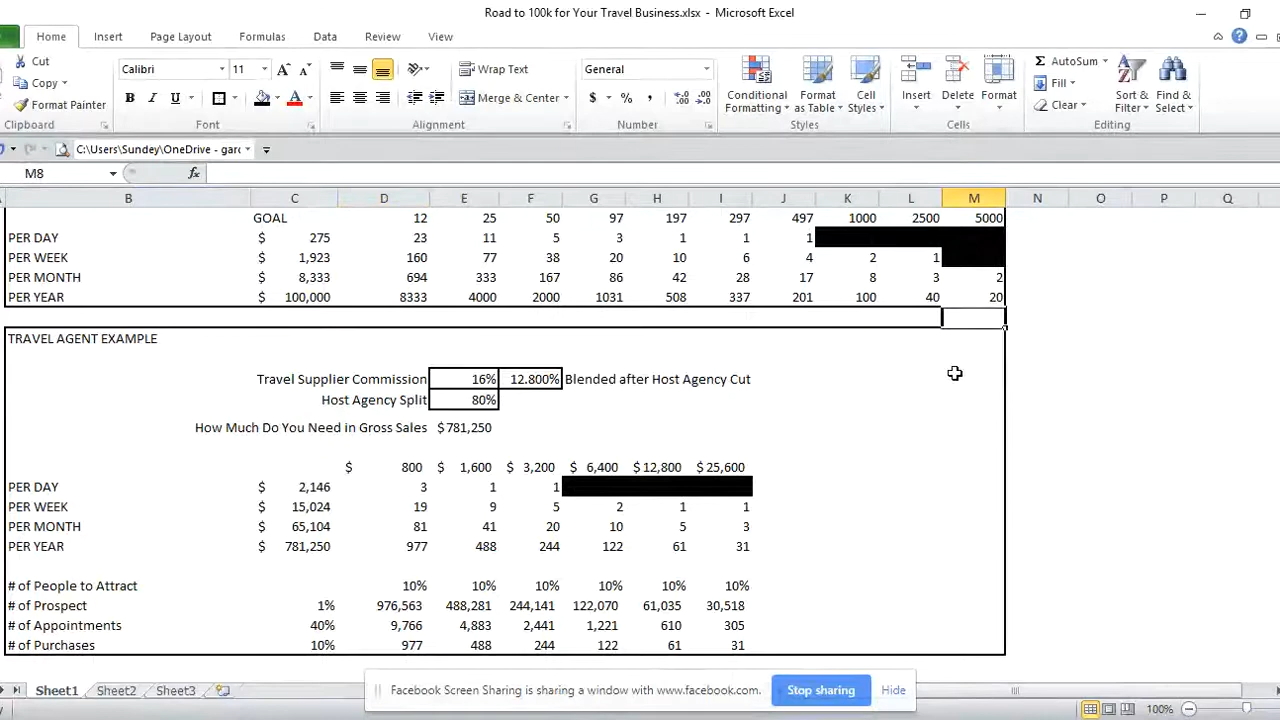 Road to 100k for Your Travel Business.xlsx - Microsoft Excel
Home Insert Page Layout Formulas Data Review View
Cut
Copy
Format Painter
Clipboard
Calibri 11
B I U
Font
Wrap Text
Merge & Center
Alignment
General
$ % ,
Number
Conditional Formatting
Format as Table
Cell Styles
Styles
Insert Delete Format
Cells
AutoSum
Fill
Clear
Sort & Filter
Find & Select
Editing
C:\Users\Sundey\OneDrive - gard
M8 fx
B C D E F G H I J K L M N O P Q
GOAL 12 25 50 97 197 297 497 1000 2500 5000
PER DAY $ 275 23 11 5 3 1 1 1
PER WEEK $ 1,923 160 77 38 20 10 6 4 2 1
PER MONTH $ 8,333 694 333 167 86 42 28 17 8 3 2
PER YEAR $ 100,000 8333 4000 2000 1031 508 337 201 100 40 20
TRAVEL AGENT EXAMPLE
Travel Supplier Commission 16% 12.800% Blended after Host Agency Cut
Host Agency Split 80%
How Much Do You Need in Gross Sales $781,250
$ 800 $ 1,600 $ 3,200 $ 6,400 $ 12,800 $ 25,600
PER DAY $ 2,146 3 1 1
PER WEEK $ 15,024 19 9 5 2 1 1
PER MONTH $ 65,104 81 41 20 10 5 3
PER YEAR $ 781,250 977 488 244 122 61 31
# of People to Attract 10% 10% 10% 10% 10% 10%
# of Prospect 1% 976,563 488,281 244,141 122,070 61,035 30,518
# of Appointments 40% 9,766 4,883 2,441 1,221 610 305
# of Purchases 10% 977 488 244 122 61 31
Facebook Screen Sharing is sharing a window with www.facebook.com. Stop sharing Hide
Sheet1 Sheet2 Sheet3
100%